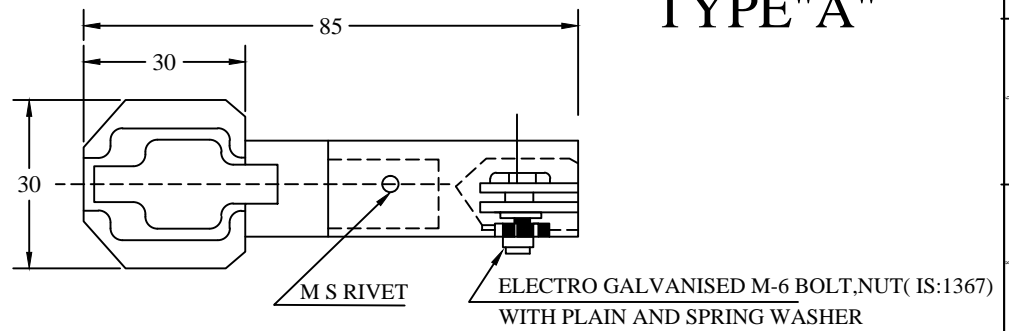 TYPE"A"
85
30
30
M S RIVET
ELECTRO GALVANISED M-6 BOLT,NUT( IS:1367)
WITH PLAIN AND SPRING WASHER